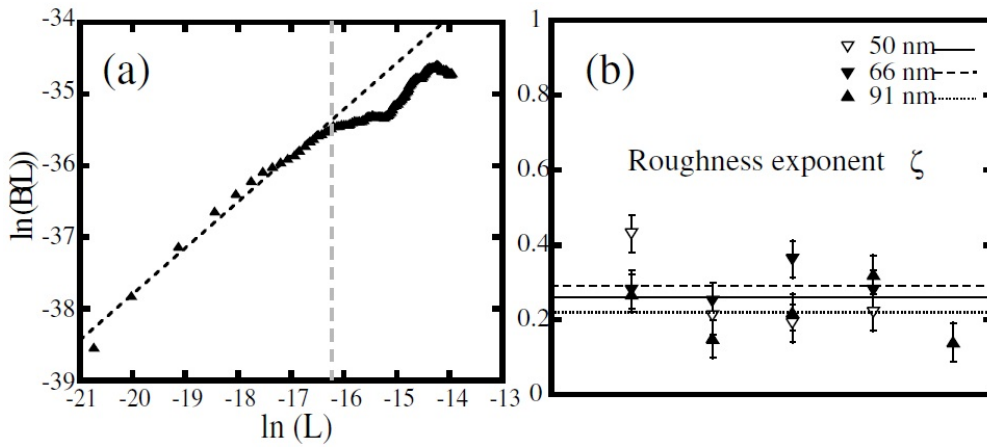 (a)
-34
-35
-36
-37
-38
-39
ln(B(L))
-21 -20 -19 -18 -17 -16 -15 -14 -13
ln (L)
(b)
1
0.8
0.6
0.4
0.2
0
50 nm
66 nm
91 nm
Roughness exponent ζ